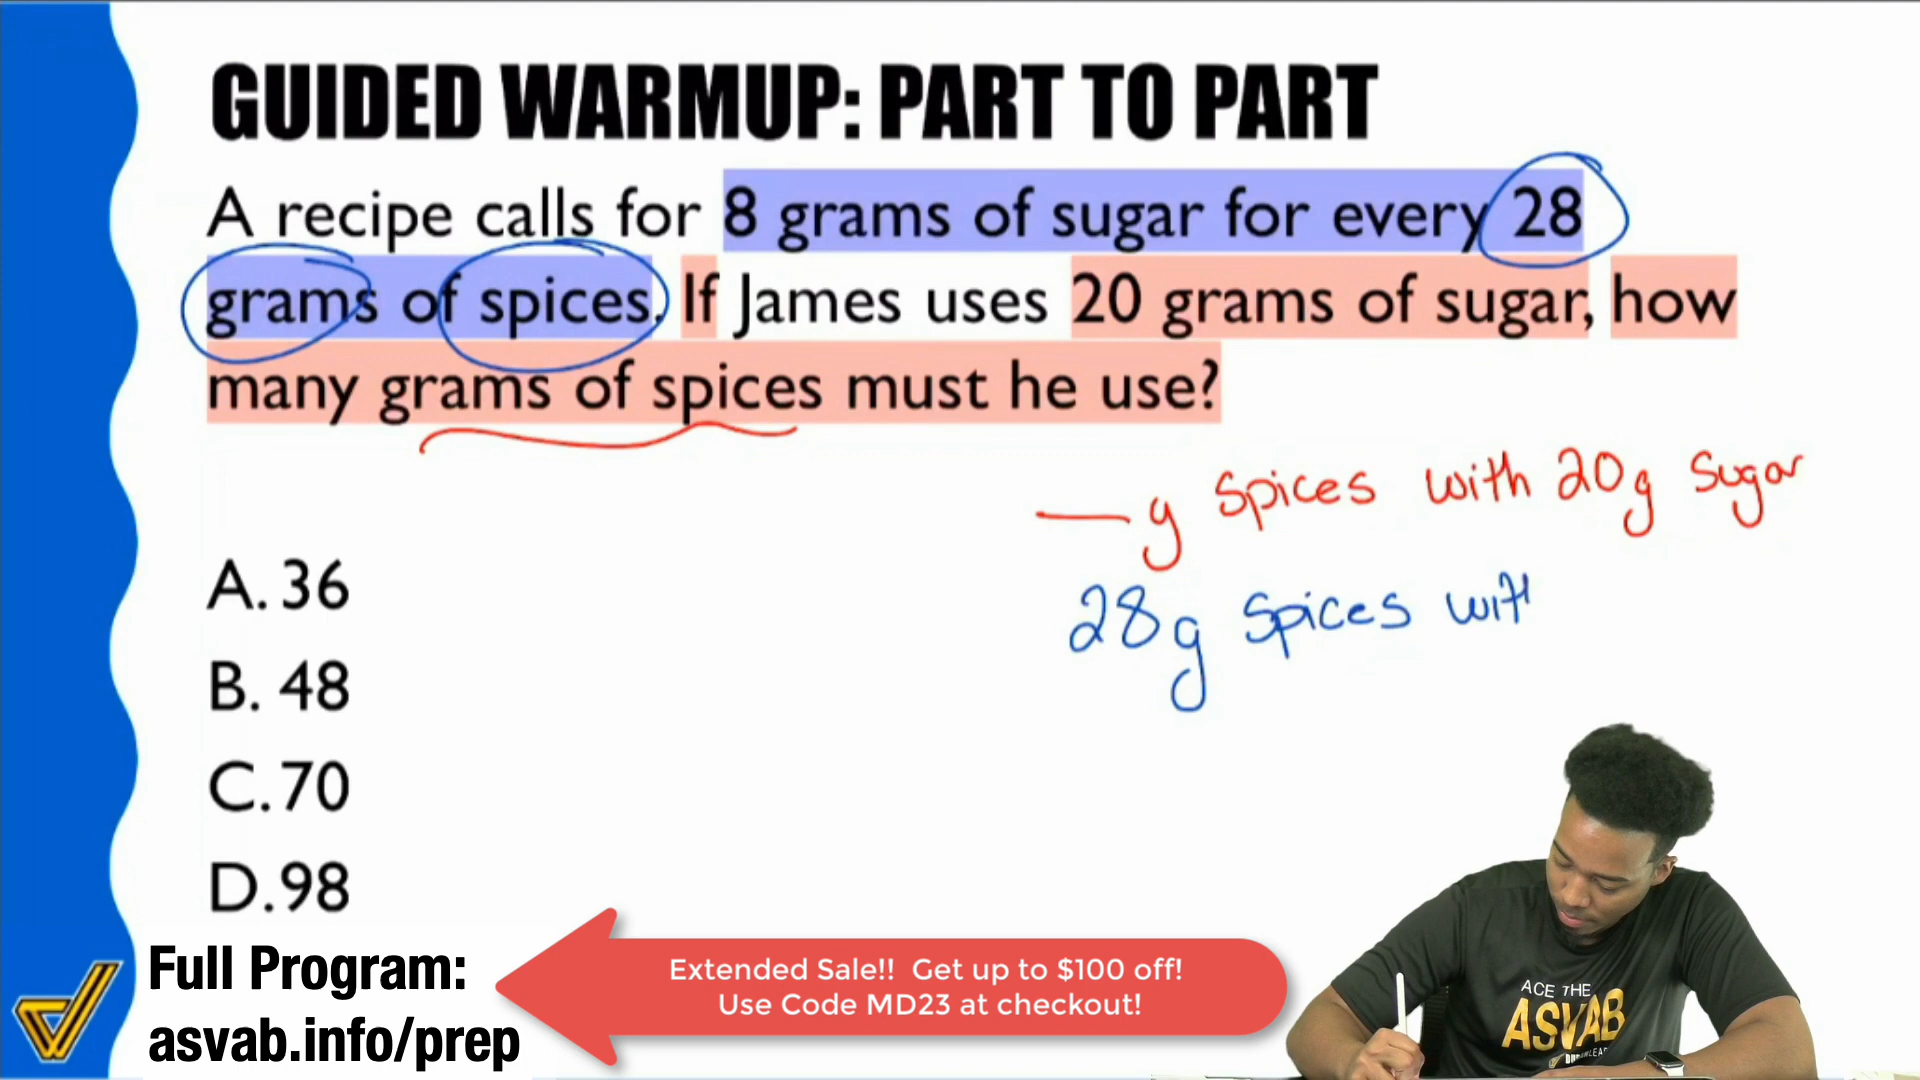 GUIDED WARMUP: PART TO PART
A recipe calls for 8 grams of sugar for every 28
grams of spices. If James uses 20 grams of sugar, how
many grams of spices must he use?
g spices with 20g Sugar
28g Spices with
A. 36
B. 48
C. 70
D. 98
Full Program:
asvab.info/prep
Extended Sale!! Get up to $100 off!
Use Code MD23 at checkout!
ACE THE
ASVAB